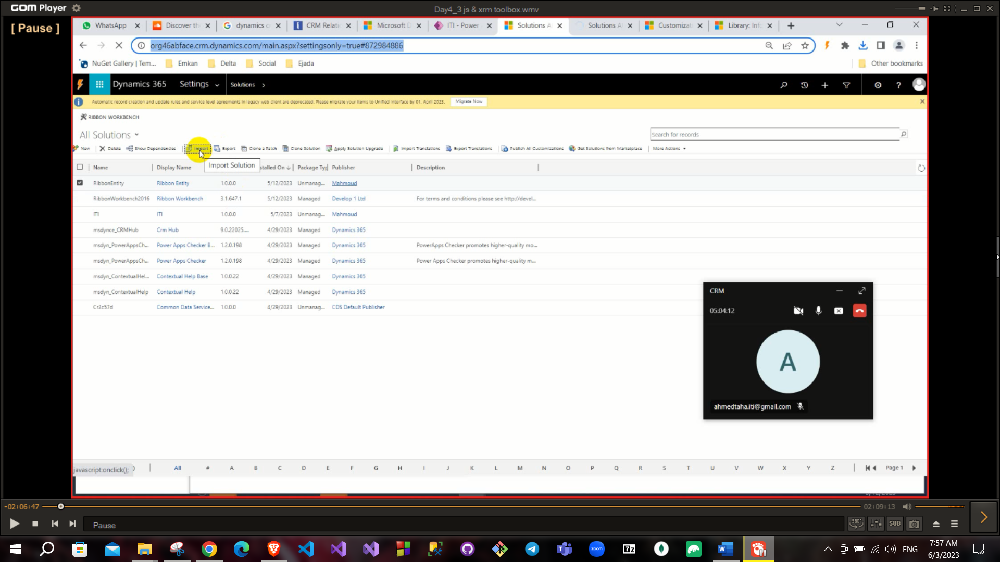 GOM Player
Day4_3 js & xrm toolbox.wmv
[ Pause ]
WhatsApp
Discover th
dynamics c
CRM Relati
Microsoft D
ITI - Power
Solutions A
Solutions A
Customizat
Library: Inf
org46abface.crm.dynamics.com/main.aspx?settingsonly=true#872984886
NuGet Gallery | Tem...
Emkan
Delta
Social
Ejada
Other bookmarks
Dynamics 365
Settings
Solutions
Automatic record creation and update rules and service level agreements in legacy web client are deprecated. Please migrate your items to Unified Interface by 01, April 2023.
Migrate Now
RIBBON WORKBENCH
All Solutions
Search for records
New
Delete
Show Dependencies
Import
Export
Clone a Patch
Clone Solution
Apply Solution Upgrade
Import Translations
Export Translations
Publish All Customizations
Get Solutions from Marketplace
More Actions
Import Solution
Name
Display Name
stalled On
Package Typ
Publisher
Description
RibbonEntity Ribbon Entity 1.0.0.0 5/12/2023 Unmanag... Mahmoud
RibbonWorkbench2016 Ribbon Workbench 3.1.647.1 5/12/2023 Managed Develop 1 Ltd For terms and conditions please see http://devel...
ITI ITI 1.0.0.0 5/7/2023 Unmanag... Mahmoud
msdynce_CRMHub Crm Hub 9.0.22025.... 4/29/2023 Managed Dynamics 365
msdyn_PowerAppsCh... Power Apps Checker B... 1.2.0.198 4/29/2023 Managed Dynamics 365 PowerApps Checker promotes higher-quality mo...
msdyn_PowerAppsCh... Power Apps Checker 1.2.0.198 4/29/2023 Managed Dynamics 365 Power Apps Checker promotes higher-quality m...
msdyn_ContextualHel... Contextual Help Base 1.0.0.22 4/29/2023 Managed Dynamics 365
msdyn_ContextualHelp Contextual Help 1.0.0.22 4/29/2023 Managed Dynamics 365
Cr2c57d Common Data Service... 1.0.0.0 4/29/2023 Unmanag... CDS Default Publisher
CRM
05:04:12
A
ahmedtaha.iti@gmail.com
javascript:onclick();
All # A B C D E F G H I J K L M N O P Q R S T U V W X Y Z
Page 1
-02:06:47
02:09:13
Pause
360°
SUB
zoom
7z
ENG
7:57 AM
6/3/2023